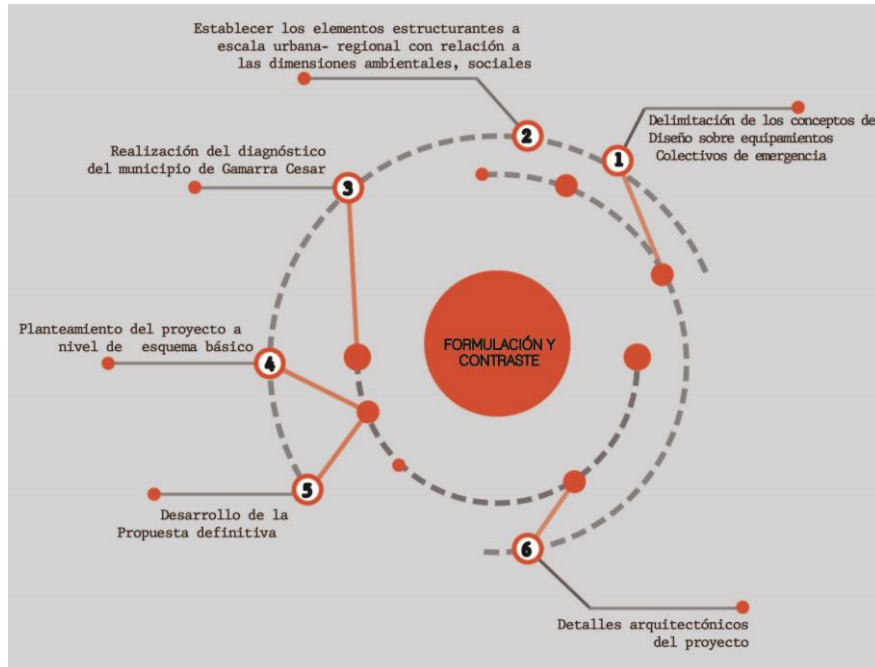 Establecer los elementos estructurantes a
escala urbana- regional con relación a
las dimensiones ambientales, sociales
2
1
Delimitación de los conceptos de
Diseño sobre equipamientos
Colectivos de emergencia
Realización del diagnóstico
del municipio de Gamarra Cesar
3
FORMULACIÓN Y
CONTRASTE
Planteamiento del proyecto a
nivel de esquema básico
4
5
Desarrollo de la
Propuesta definitiva
6
Detalles arquitectónicos
del proyecto